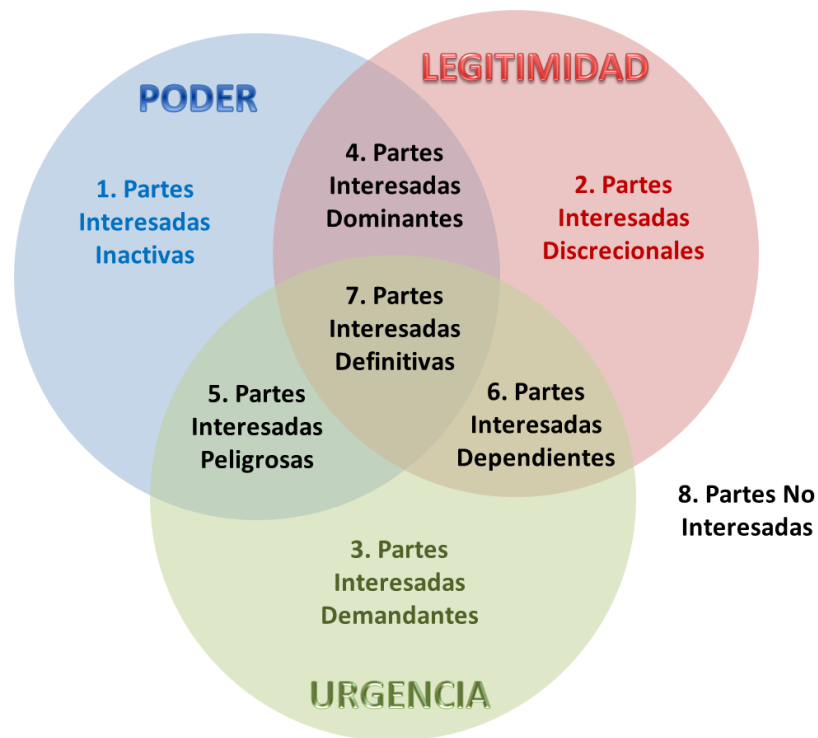 LEGITIMIDAD
PODER
4. Partes
Interesadas
Dominantes
1. Partes
Interesadas
Inactivas
2. Partes
Interesadas
Discrecionales
7. Partes
Interesadas
Definitivas
5. Partes
Interesadas
Peligrosas
6. Partes
Interesadas
Dependientes
8. Partes No
Interesadas
3. Partes
Interesadas
Demandantes
URGENCIA